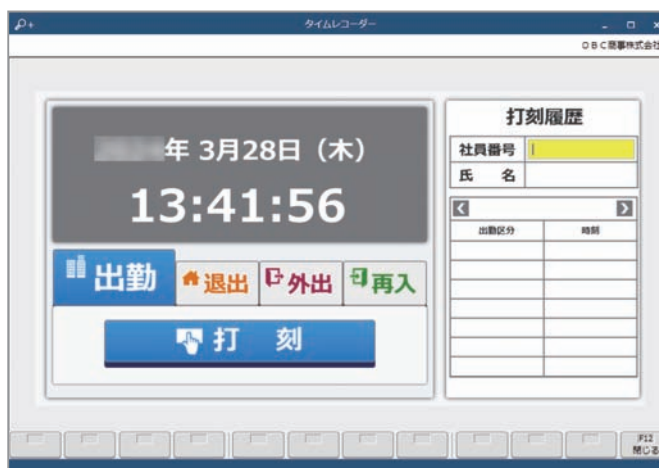 タイムレコーダー
OBC商事株式会社
年 3月28日(木)
13:41:56
出勤
退出
外出
再入
打 刻
打刻履歴
社員番号
氏 名
出勤区分 時刻
F12
閉じる